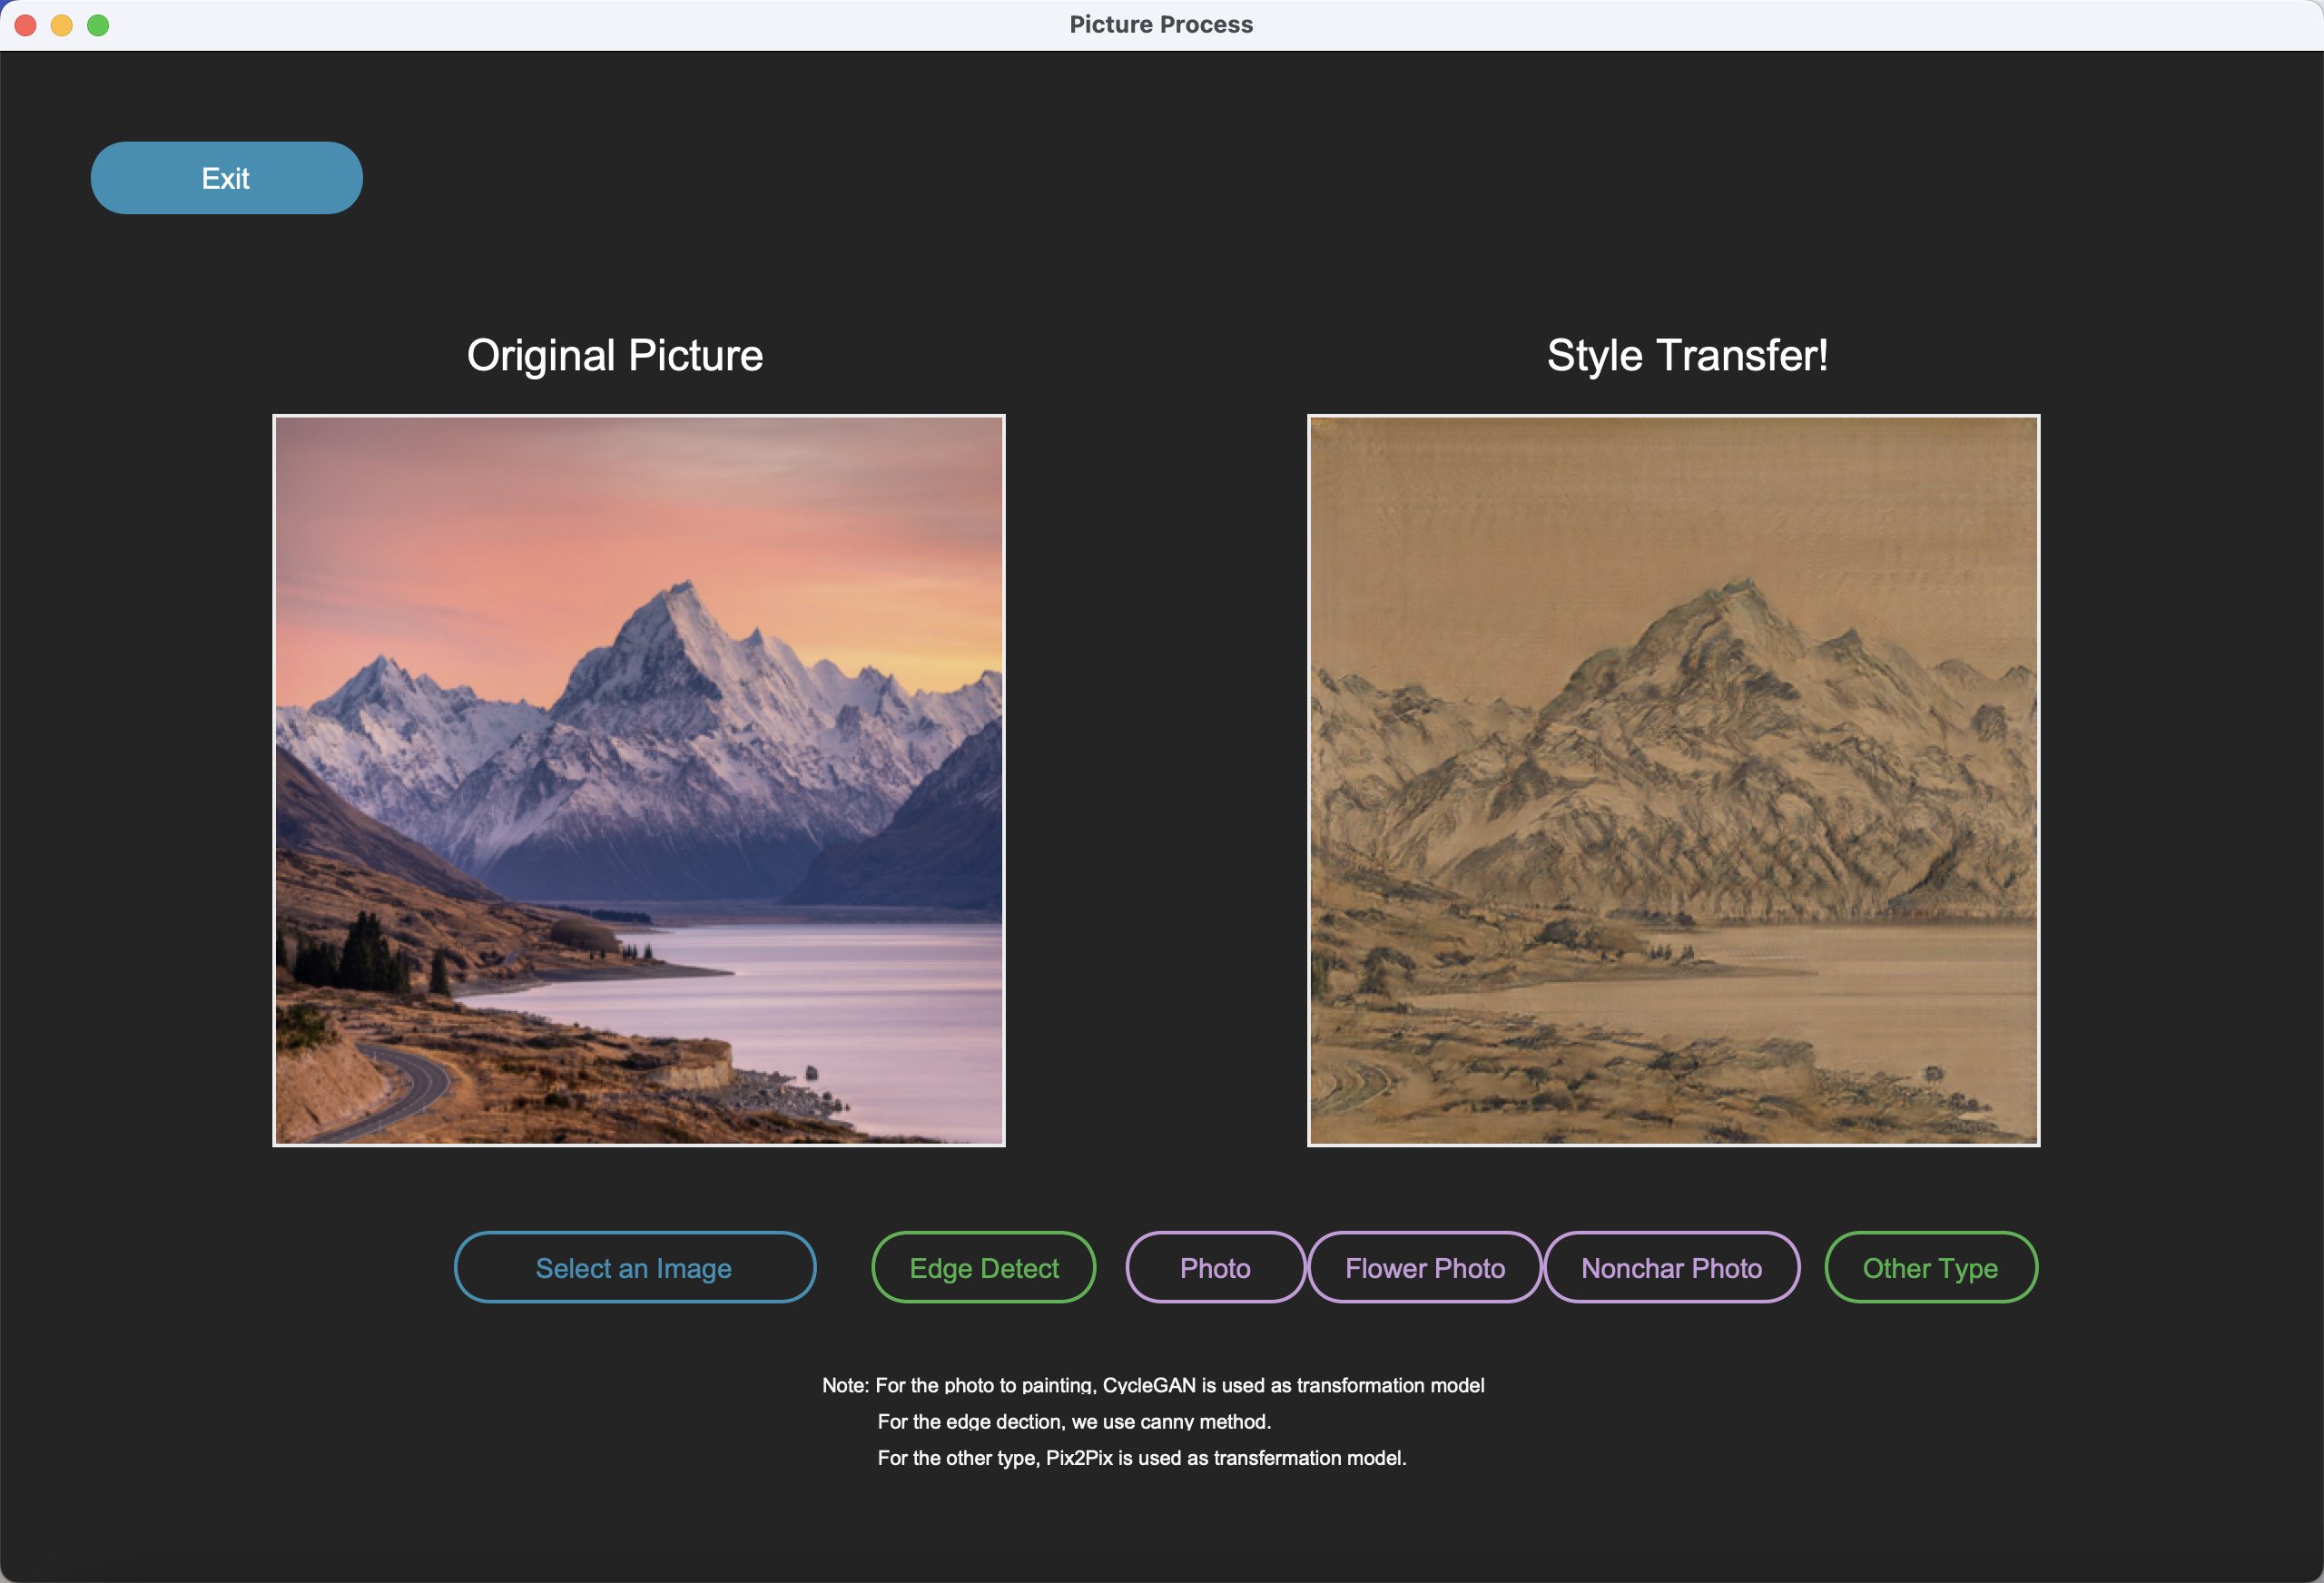 Picture Process
Exit
Original Picture
Style Transfer!
Select an Image
Edge Detect
Photo
Flower Photo
Nonchar Photo
Other Type
Note: For the photo to painting, CycleGAN is used as transformation model
For the edge dection, we use canny method.
For the other type, Pix2Pix is used as transfermation model.